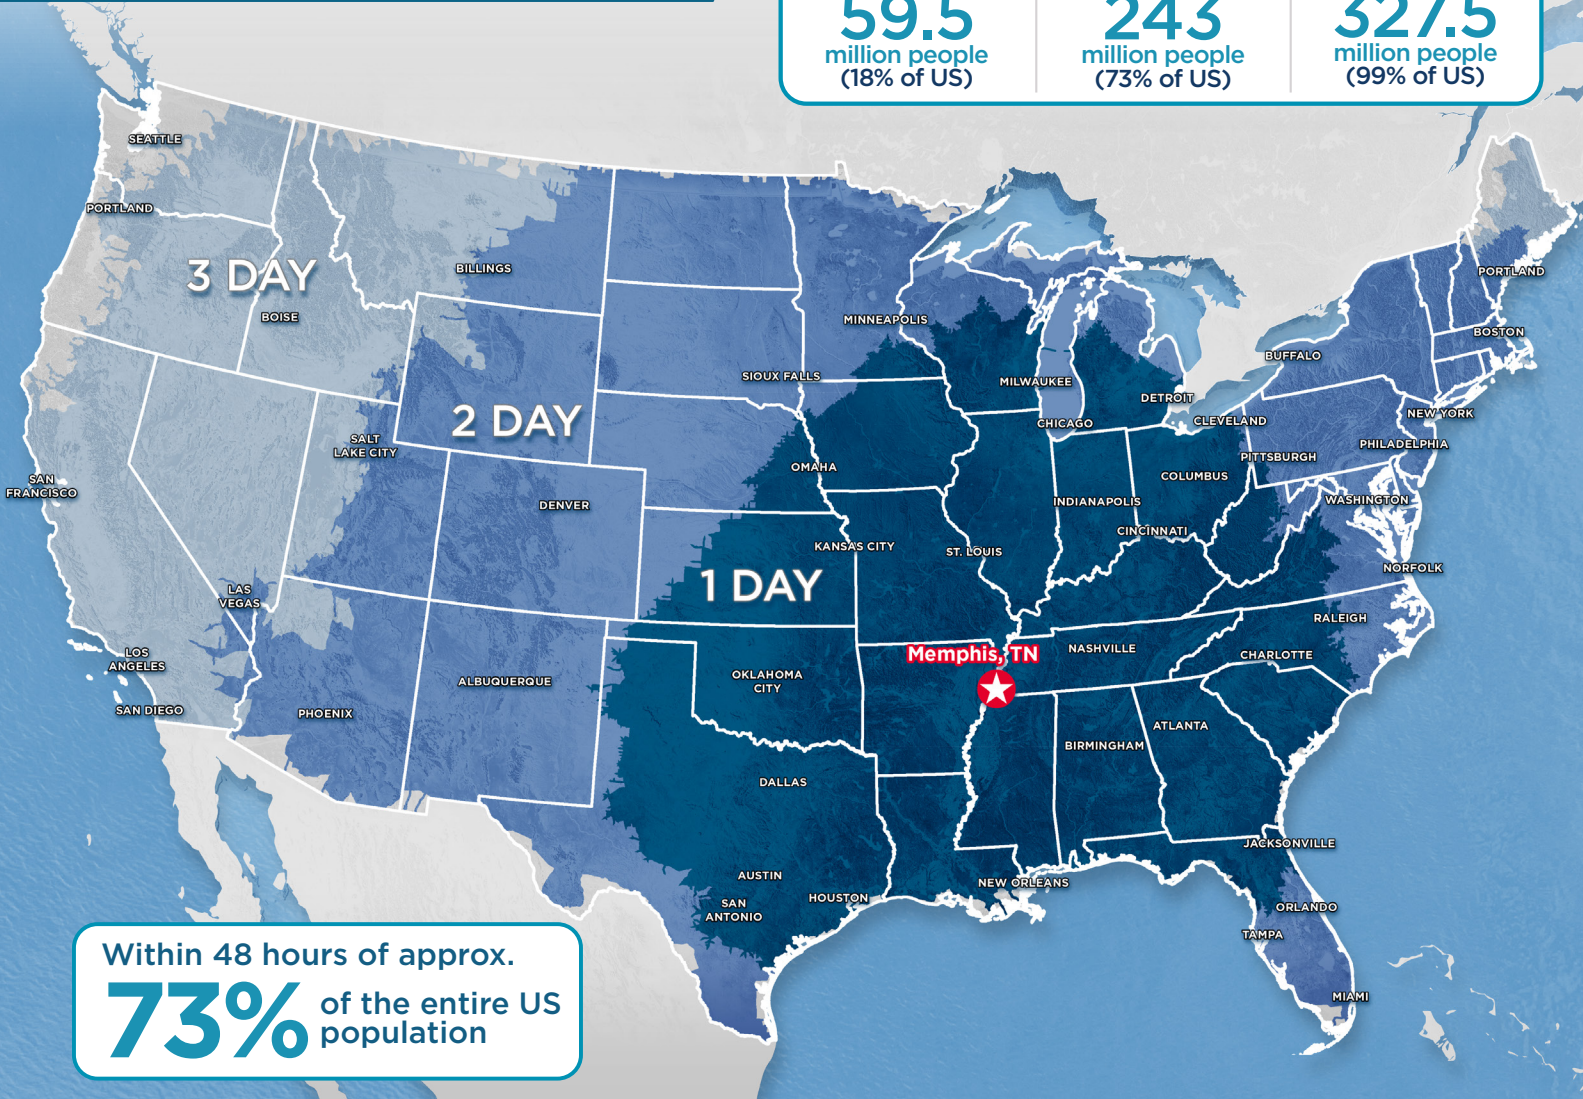 59.5
million people
(18% of US)
243
million people
(73% of US)
327.5
million people
(99% of US)
SEATTLE
PORTLAND
3 DAY
BILLINGS
BOISE
MINNEAPOLIS
PORTLAND
BOSTON
BUFFALO
SIOUX FALLS
MILWAUKEE
DETROIT
2 DAY
CHICAGO
CLEVELAND
NEW YORK
SALT
LAKE CITY
PHILADELPHIA
PITTSBURGH
OMAHA
COLUMBUS
SAN
FRANCISCO
DENVER
INDIANAPOLIS
WASHINGTON
CINCINNATI
KANSAS CITY
ST. LOUIS
NORFOLK
1 DAY
LAS
VEGAS
RALEIGH
LOS
ANGELES
Memphis, TN
NASHVILLE
CHARLOTTE
ALBUQUERQUE
OKLAHOMA
CITY
SAN DIEGO
PHOENIX
ATLANTA
BIRMINGHAM
DALLAS
JACKSONVILLE
AUSTIN
NEW ORLEANS
HOUSTON
SAN
ANTONIO
ORLANDO
TAMPA
MIAMI
Within 48 hours of approx.
73%
of the entire US
population